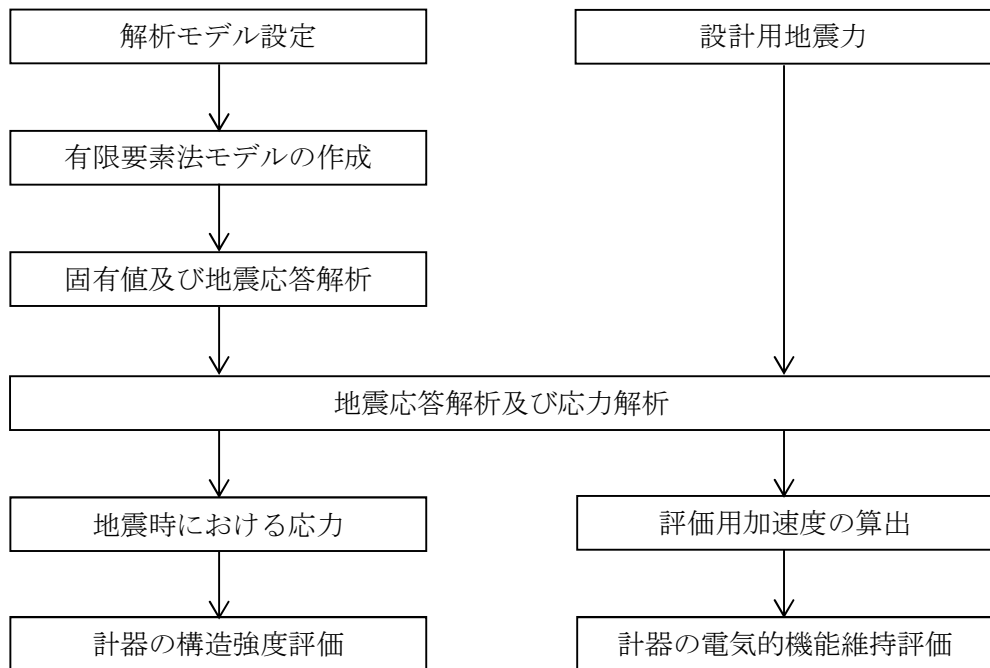 解析モデル設定
設計用地震力
有限要素法モデルの作成
固有値及び地震応答解析
地震応答解析及び応力解析
地震時における応力
評価用加速度の算出
計器の構造強度評価
計器の電気的機能維持評価